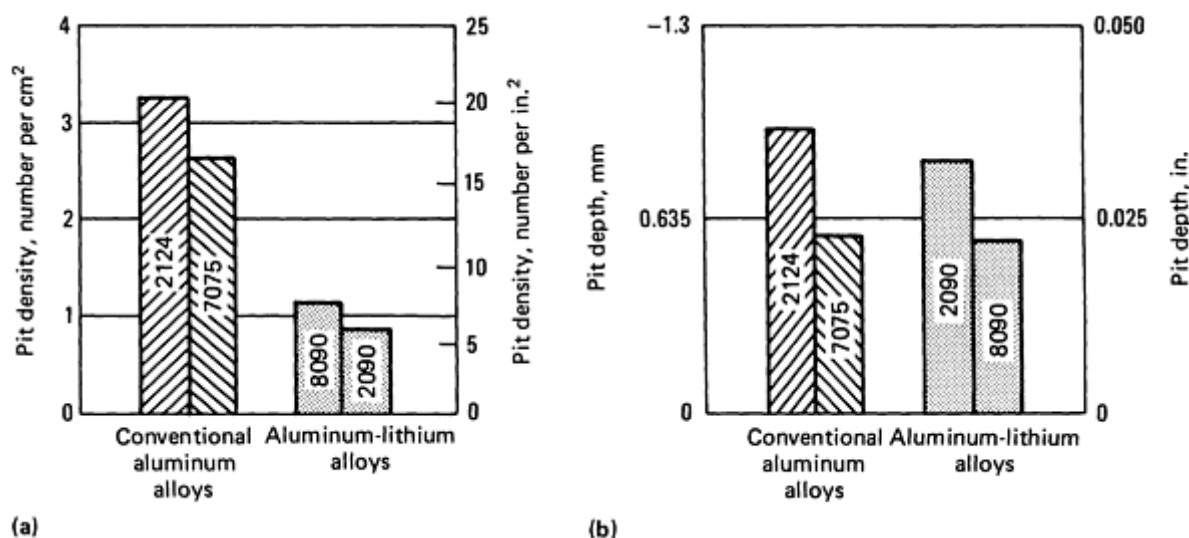 4
3
2
1
0
Pit density, number per cm²
25
20
15
10
5
0
Pit density, number per in.²
2124
7075
8090
2090
Conventional
aluminum
alloys
Aluminum-lithium
alloys
(a)
−1.3
0.635
0
Pit depth, mm
0.050
0.025
0
Pit depth, in.
2124
7075
2090
8090
Conventional
aluminum
alloys
Aluminum-lithium
alloys
(b)